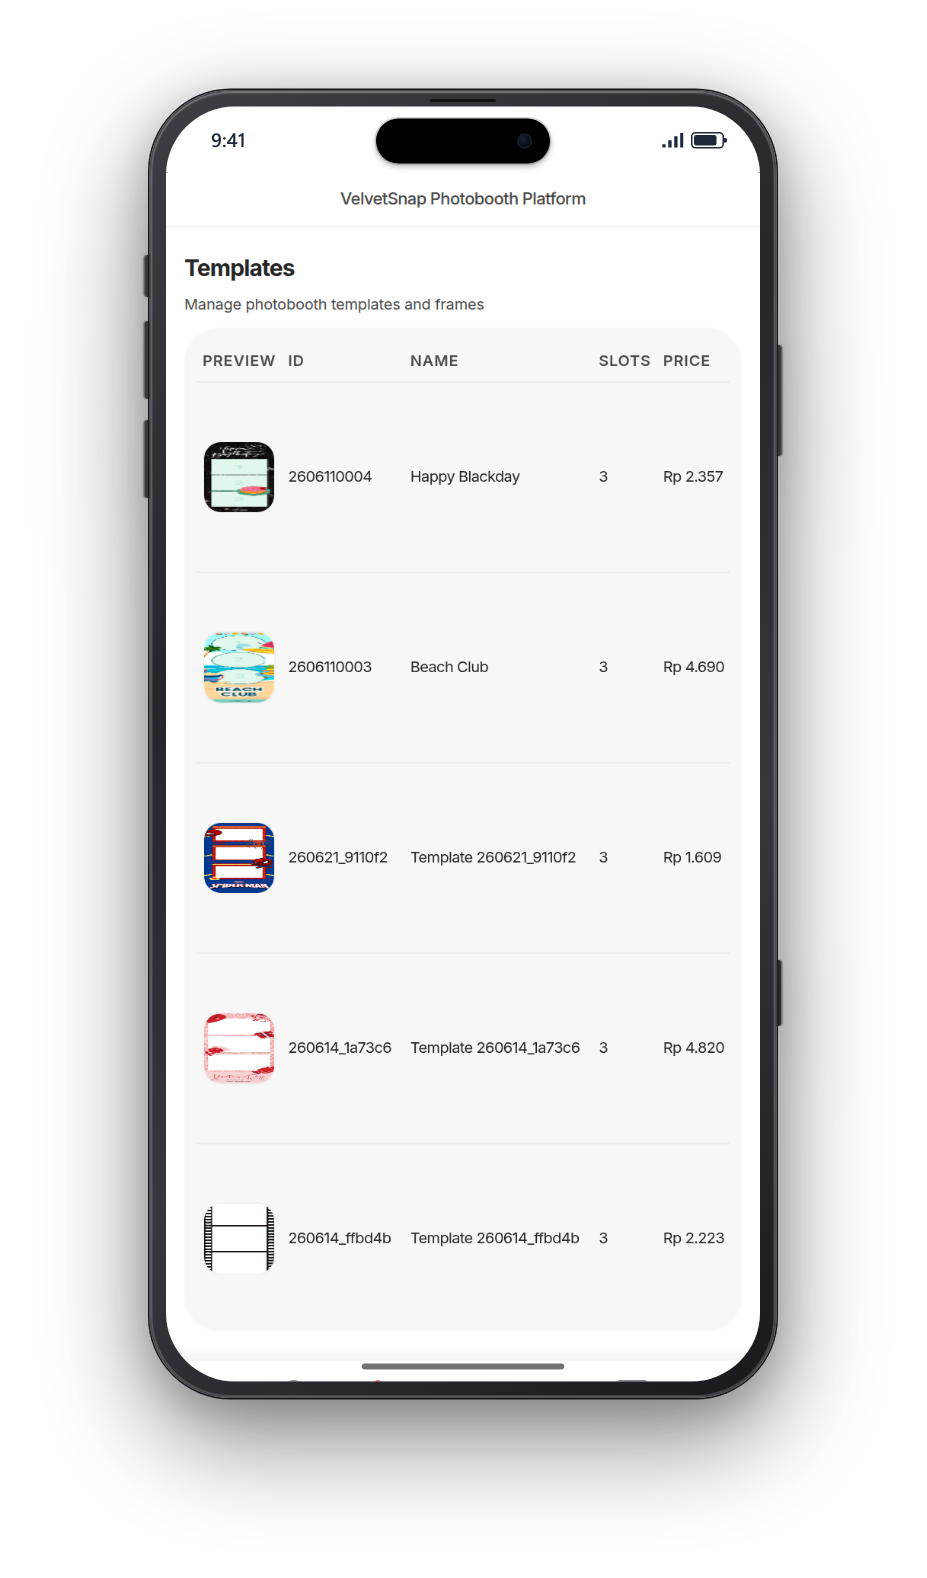 9:41
VelvetSnap Photobooth Platform
Templates
Manage photobooth templates and frames
PREVIEW ID NAME SLOTS PRICE
2606110004 Happy Blackday 3 Rp 2.357
2606110003 Beach Club 3 Rp 4.690
BEACH
CLUB
260621_9110f2 Template 260621_9110f2 3 Rp 1.609
SPIDER-MAN
260614_1a73c6 Template 260614_1a73c6 3 Rp 4.820
260614_ffbd4b Template 260614_ffbd4b 3 Rp 2.223